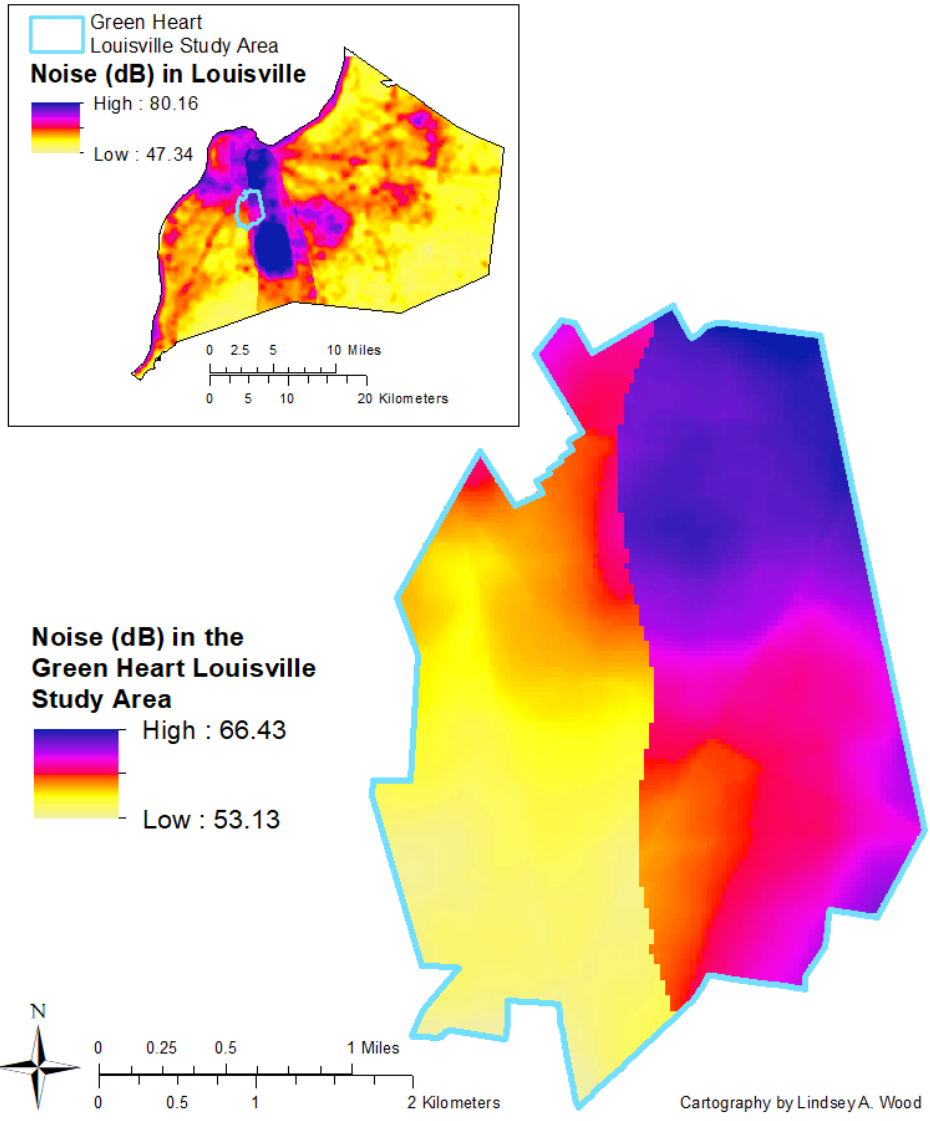 Green Heart
Louisville Study Area
Noise (dB) in Louisville
High : 80.16
Low : 47.34
0 2.5 5 10 Miles
0 5 10 20 Kilometers
Noise (dB) in the
Green Heart Louisville
Study Area
High : 66.43
Low : 53.13
N
0 0.25 0.5 1 Miles
0 0.5 1 2 Kilometers
Cartography by Lindsey A. Wood